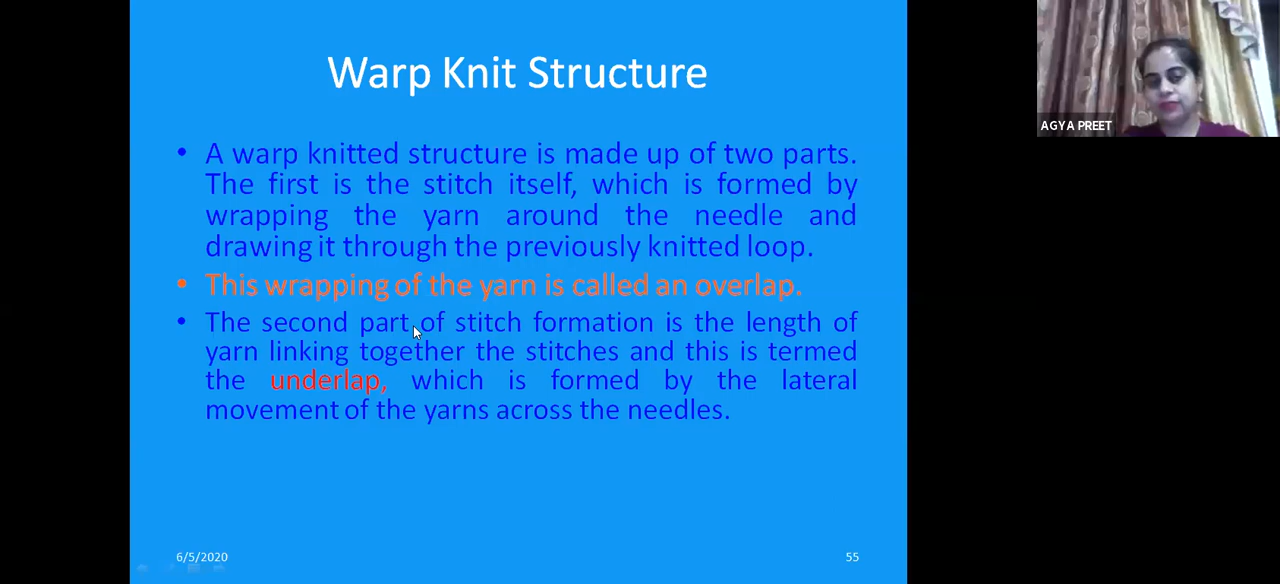 Warp Knit Structure
AGYA PREET
• A warp knitted structure is made up of two parts.
The first is the stitch itself, which is formed by
wrapping the yarn around the needle and
drawing it through the previously knitted loop.
• This wrapping of the yarn is called an overlap.
• The second part of stitch formation is the length of
yarn linking together the stitches and this is termed
the underlap, which is formed by the lateral
movement of the yarns across the needles.
6/5/2020
55